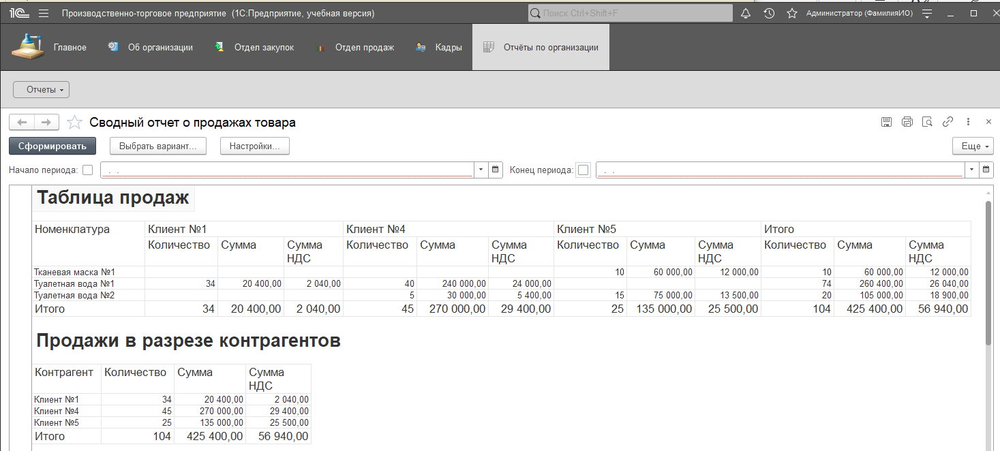 1С Производственно-торговое предприятие (1С:Предприятие, учебная версия) Поиск Ctrl+Shift+F Администратор (ФамилияИО)
Главное Об организации Отдел закупок Отдел продаж Кадры Отчёты по организации
Отчеты
Сводный отчет о продажах товара
Сформировать Выбрать вариант... Настройки... Еще
Начало периода: . . Конец периода: . .
Таблица продаж
Номенклатура Клиент №1 Клиент №4 Клиент №5 Итого
Количество Сумма Сумма НДС Количество Сумма Сумма НДС Количество Сумма Сумма НДС Количество Сумма Сумма НДС
Тканевая маска №1 10 60 000,00 12 000,00 10 60 000,00 12 000,00
Туалетная вода №1 34 20 400,00 2 040,00 40 240 000,00 24 000,00 74 260 400,00 26 040,00
Туалетная вода №2 5 30 000,00 5 400,00 15 75 000,00 13 500,00 20 105 000,00 18 900,00
Итого 34 20 400,00 2 040,00 45 270 000,00 29 400,00 25 135 000,00 25 500,00 104 425 400,00 56 940,00
Продажи в разрезе контрагентов
Контрагент Количество Сумма Сумма НДС
Клиент №1 34 20 400,00 2 040,00
Клиент №4 45 270 000,00 29 400,00
Клиент №5 25 135 000,00 25 500,00
Итого 104 425 400,00 56 940,00